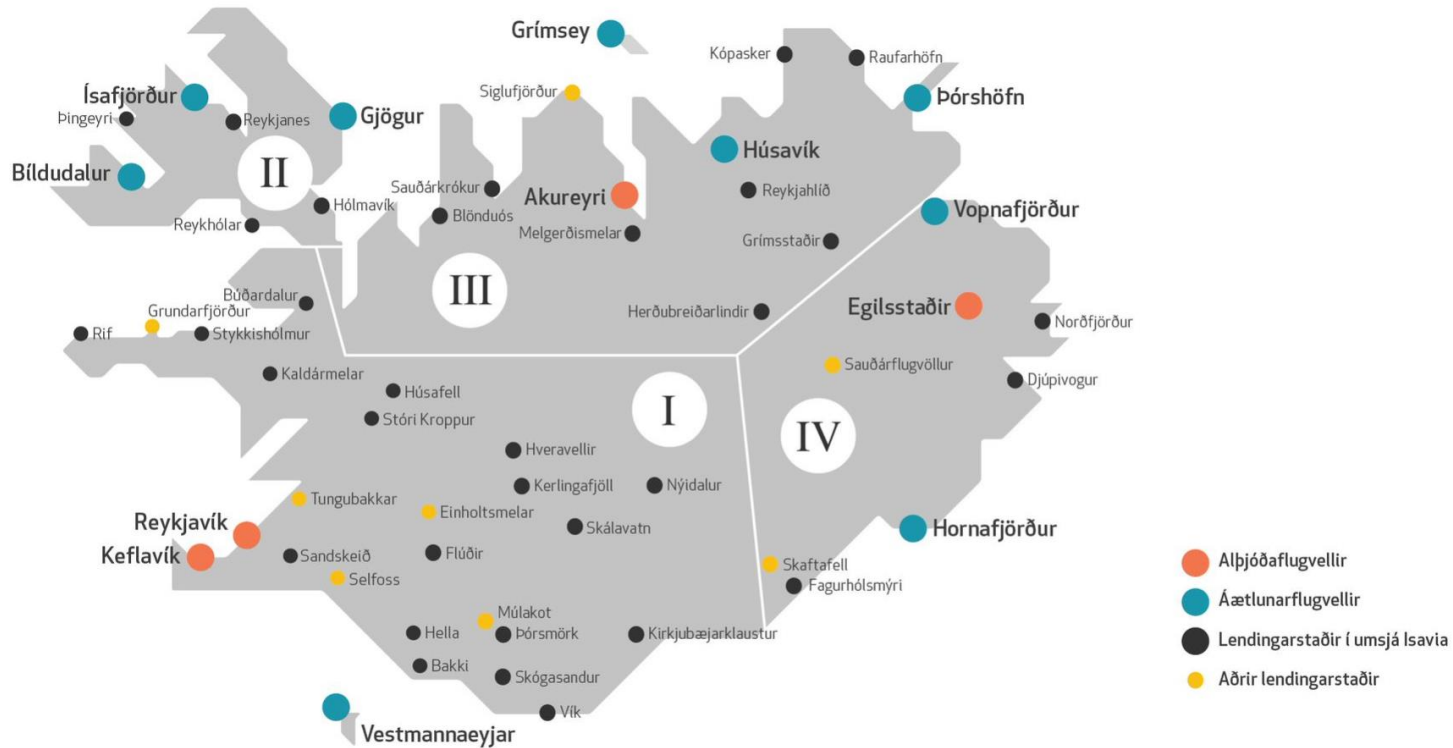 Grímsey
Kópasker
Raufarhöfn
Siglufjörður
Ísafjörður
Þórshöfn
Þingeyri
Reykjanes
Gjögur
Húsavík
II
Bíldudalur
Sauðárkrókur
Akureyri
Reykjahlíð
Hólmavík
Blönduós
Vopnafjörður
Reykhólar
Melgerðismelar
Grímsstaðir
III
Búðardalur
Herðubreiðarlindir
Egilsstaðir
Grundarfjörður
Rif
Stykkishólmur
Norðfjörður
Kaldármelar
Sauðárflugvöllur
Djúpivogur
Húsafell
I
Stóri Kroppur
IV
Hveravellir
Kerlingafjöll
Nýidalur
Tungubakkar
Einholtsmelar
Reykjavík
Skálavatn
Hornafjörður
Keflavík
Sandskeið
Flúðir
Skaftafell
Selfoss
Fagurhólsmýri
Múlakot
Hella
Þórsmörk
Kirkjubæjarklaustur
Bakki
Skógasandur
Vík
Vestmannaeyjar
Alþjóðaflugvellir
Áætlunarflugvellir
Lendingarstaðir í umsjá Isavia
Aðrir lendingarstaðir